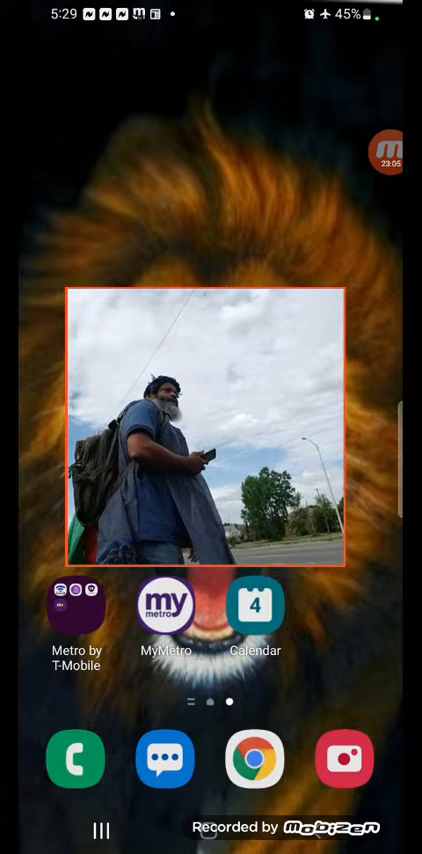 5:29
45%
23:05
my
metro
4
Metro by
T-Mobile
MyMetro
Calendar
Recorded by Mobizen